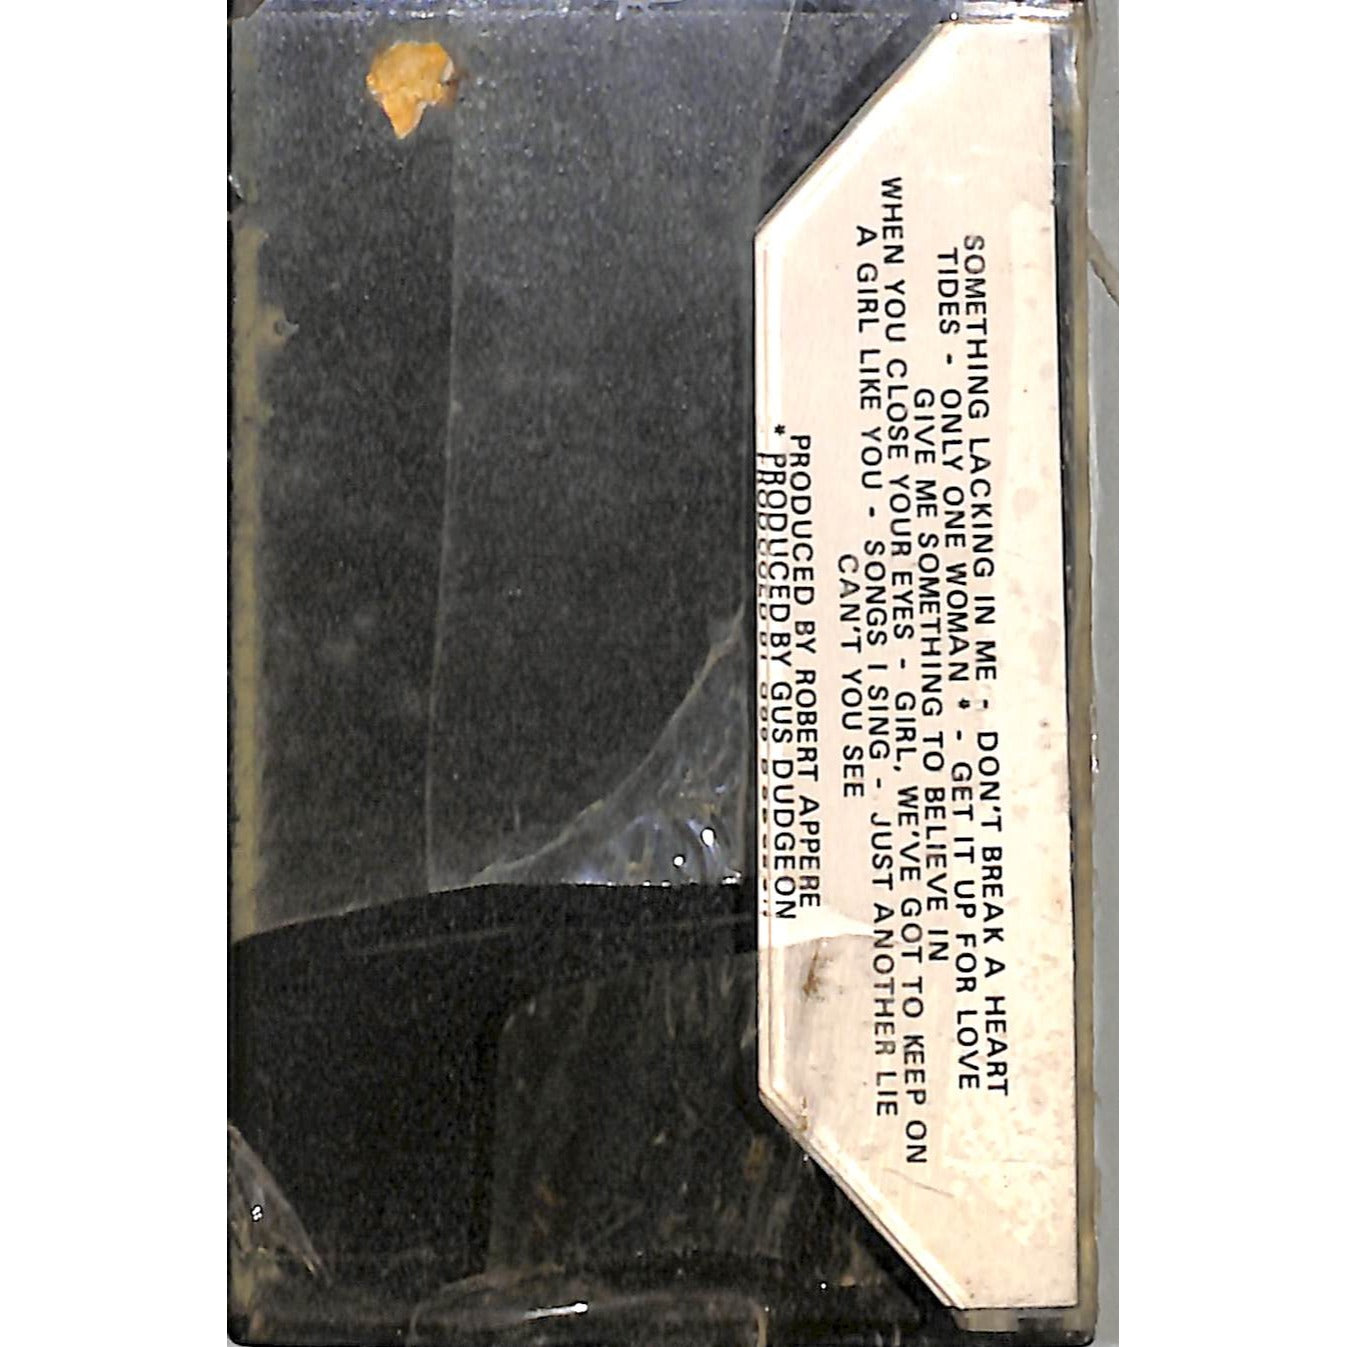 SOMETHING LACKING IN ME - DON'T BREAK A HEART
TIDES - ONLY ONE WOMAN * - GET IT UP FOR LOVE
GIVE ME SOMETHING TO BELIEVE IN
WHEN YOU CLOSE YOUR EYES - GIRL, WE'VE GOT TO KEEP ON
A GIRL LIKE YOU - SONGS I SING - JUST ANOTHER LIE
CAN'T YOU SEE
PRODUCED BY ROBERT APPERE
* PRODUCED BY GUS DUDGEON